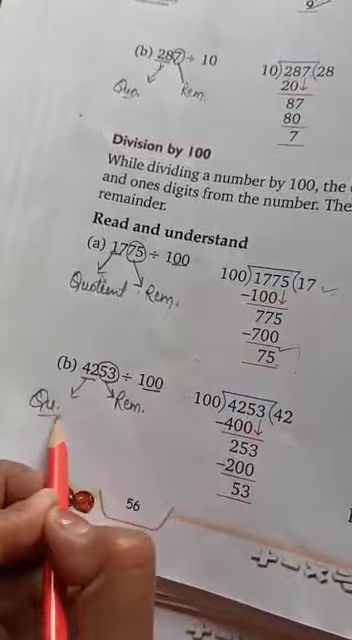 9
(b) 287 ÷ 10
Quo.
Rem.
10)287(28
20↓
87
80
7
Division by 100
While dividing a number by 100, the
and ones digits from the number. The
remainder.
Read and understand
(a) 1775 ÷ 100
Quotient
Rem.
100)1775(17
−100↓
775
−700
75
(b) 4253 ÷ 100
Qu.
Rem.
100)4253(42
−400↓
253
−200
53
56